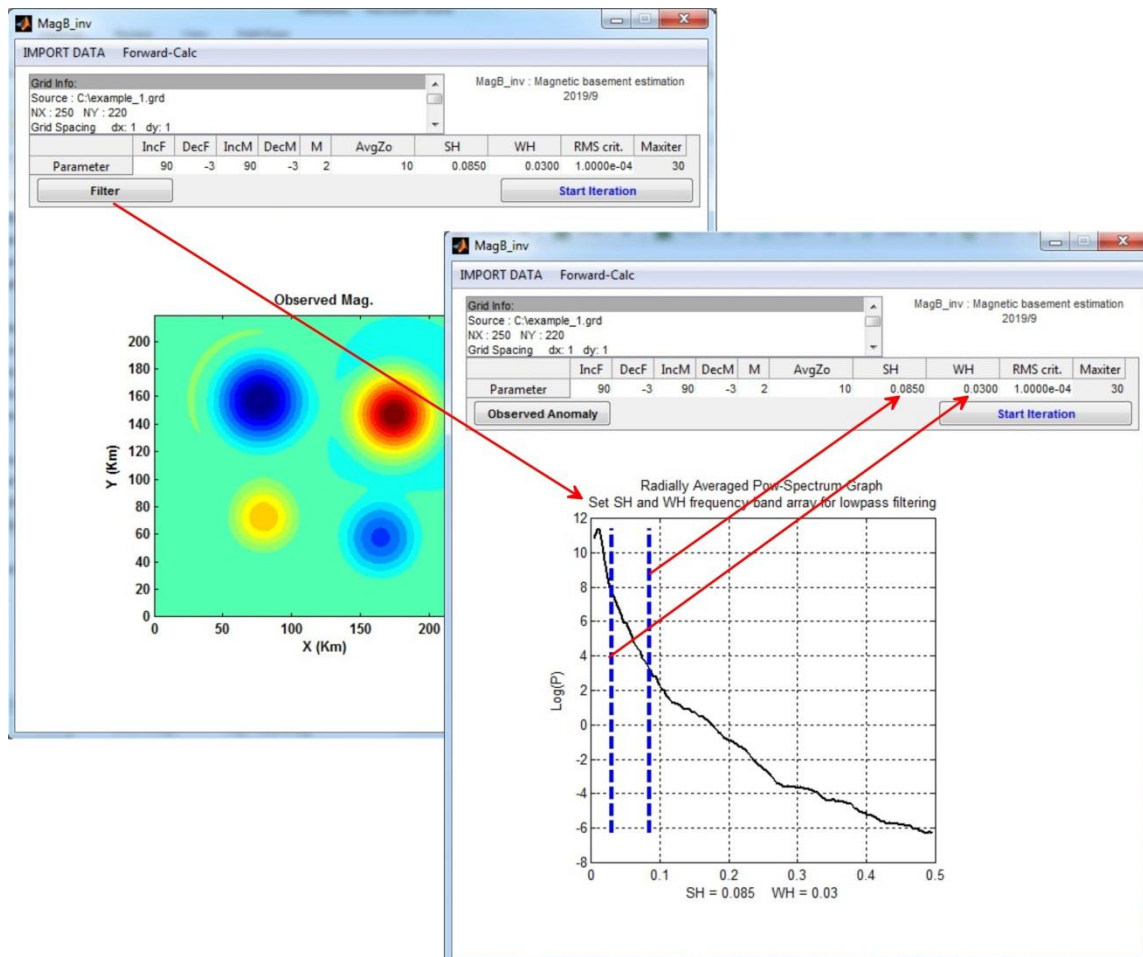 MagB_inv
IMPORT DATA Forward-Calc
Grid Info:
Source : C:\example_1.grd
NX : 250 NY : 220
Grid Spacing dx: 1 dy: 1
MagB_inv : Magnetic basement estimation
2019/9
IncF DecF IncM DecM M AvgZo SH WH RMS crit. Maxiter
Parameter 90 -3 90 -3 2 10 0.0850 0.0300 1.0000e-04 30
Filter Start Iteration
Observed Mag.
200
180
160
140
120
100
80
60
40
20
0
Y (Km)
0 50 100 150 200
X (Km)
MagB_inv
IMPORT DATA Forward-Calc
Grid Info:
Source : C:\example_1.grd
NX : 250 NY : 220
Grid Spacing dx: 1 dy: 1
MagB_inv : Magnetic basement estimation
2019/9
IncF DecF IncM DecM M AvgZo SH WH RMS crit. Maxiter
Parameter 90 -3 90 -3 2 10 0.0850 0.0300 1.0000e-04 30
Observed Anomaly Start Iteration
Radially Averaged Pow-Spectrum Graph
Set SH and WH frequency band array for lowpass filtering
12
10
8
6
4
2
0
-2
-4
-6
-8
Log(P)
0 0.1 0.2 0.3 0.4 0.5
SH = 0.085 WH = 0.03